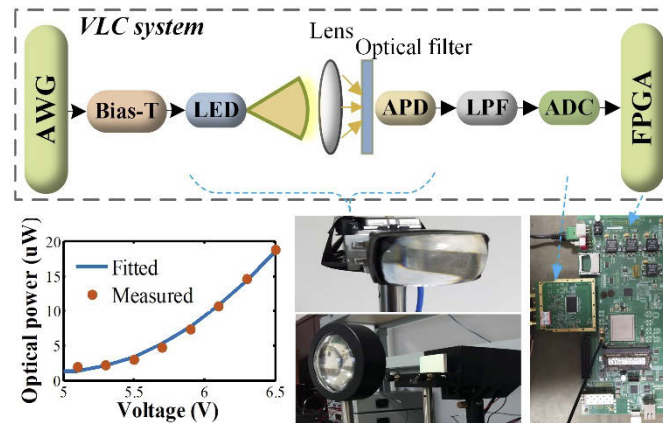 VLC system
Lens
Optical filter
AWG
Bias-T
LED
APD
LPF
ADC
FPGA
Optical power (uW)
20
15
10
5
0
Fitted
Measured
5
5.5
6
6.5
Voltage (V)